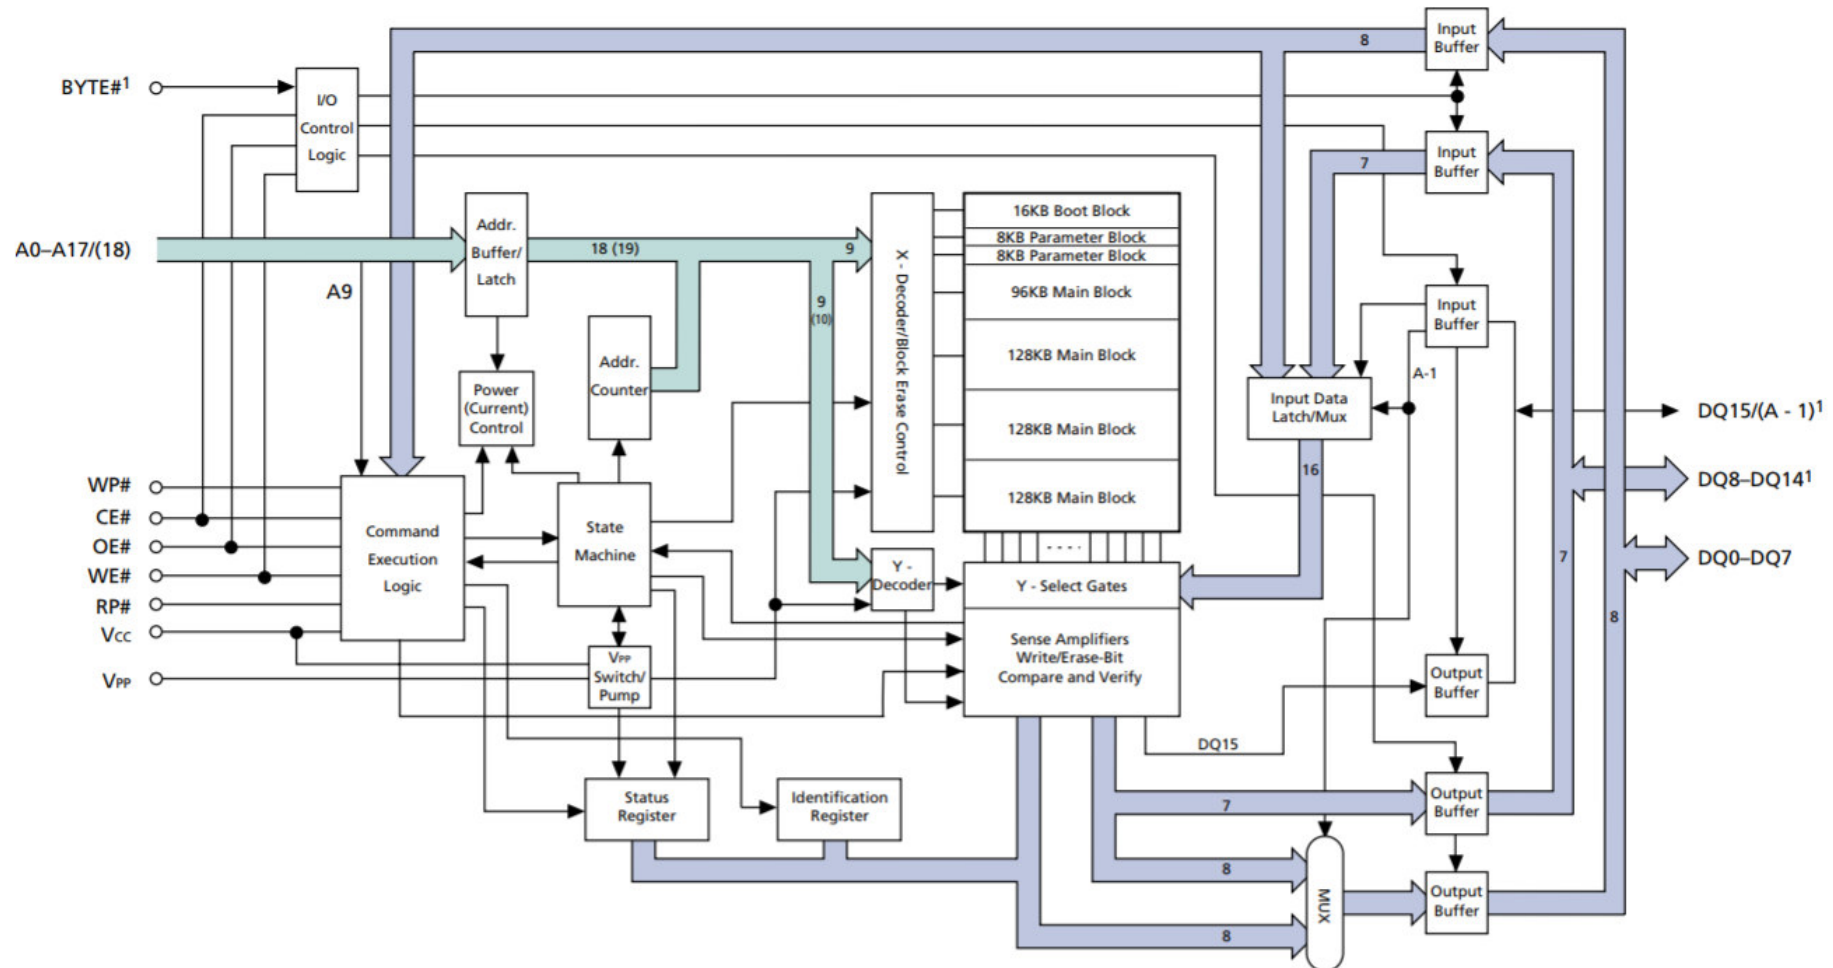 8
Input
Buffer
BYTE#1
I/O
Control
Logic
7
Input
Buffer
A0–A17/(18)
Addr.
Buffer/
Latch
18 (19)
9
A9
9
(10)
X - Decoder/Block Erase Control
16KB Boot Block
8KB Parameter Block
8KB Parameter Block
96KB Main Block
128KB Main Block
128KB Main Block
128KB Main Block
Input
Buffer
Addr.
Counter
Power
(Current)
Control
A-1
Input Data
Latch/Mux
16
DQ15/(A - 1)1
DQ8–DQ141
DQ0–DQ7
7
8
WP#
CE#
OE#
WE#
RP#
VCC
VPP
Command
Execution
Logic
State
Machine
VPP
Switch/
Pump
Y -
Decoder
Y - Select Gates
Sense Amplifiers
Write/Erase-Bit
Compare and Verify
Output
Buffer
DQ15
Status
Register
Identification
Register
7
Output
Buffer
8
8
MUX
Output
Buffer